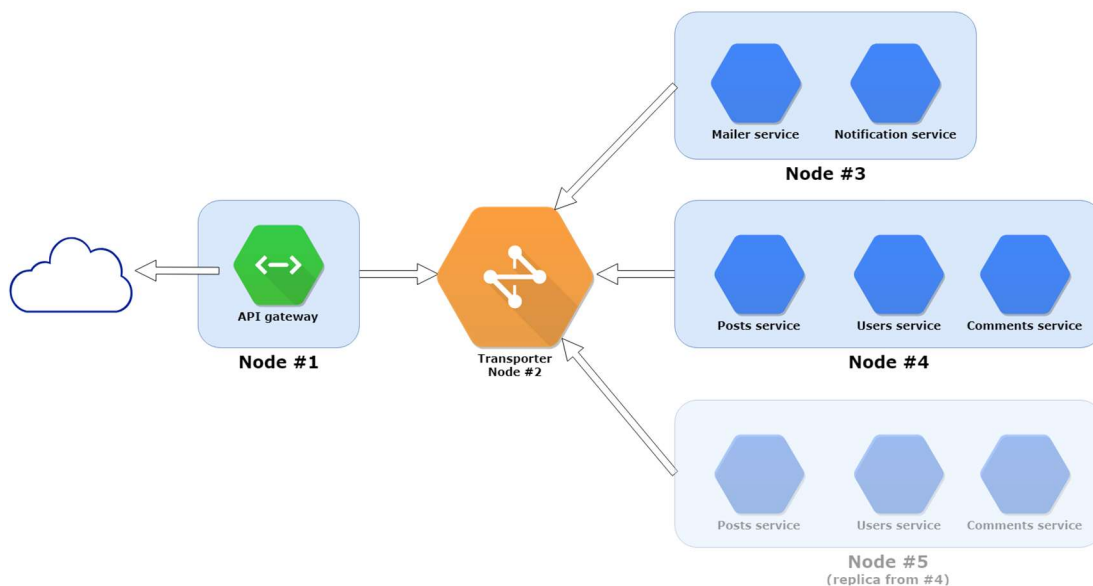 Mailer service
Notification service
Node #3
API gateway
Node #1
Transporter
Node #2
Posts service
Users service
Comments service
Node #4
Posts service
Users service
Comments service
Node #5
(replica from #4)